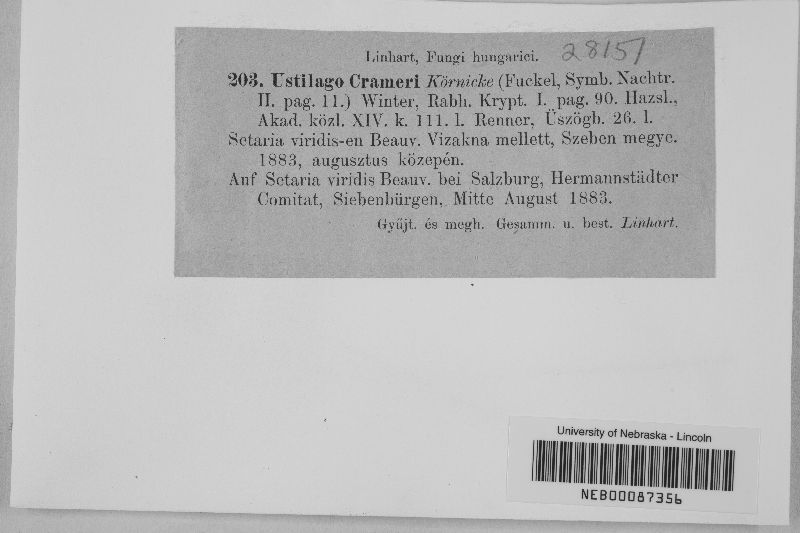 Linhart, Fungi hungarici. 28151
203. Ustilago Crameri Körnicke (Fuckel, Symb. Nachtr.
II. pag. 11.) Winter, Rabh. Krypt. I. pag. 90. Hazsl.,
Akad. közl. XIV. k. 111. l. Renner, Üszögb. 26. l.
Setaria viridis-en Beauv. Vizakna mellett, Szeben megye.
1883, augusztus közepén.
Auf Setaria viridis Beauv. bei Salzburg, Hermannstädter
Comitat, Siebenbürgen, Mitte August 1883.
Gyűjt. és megh. Gesamm. u. best. Linhart.
University of Nebraska - Lincoln
NEB00087356